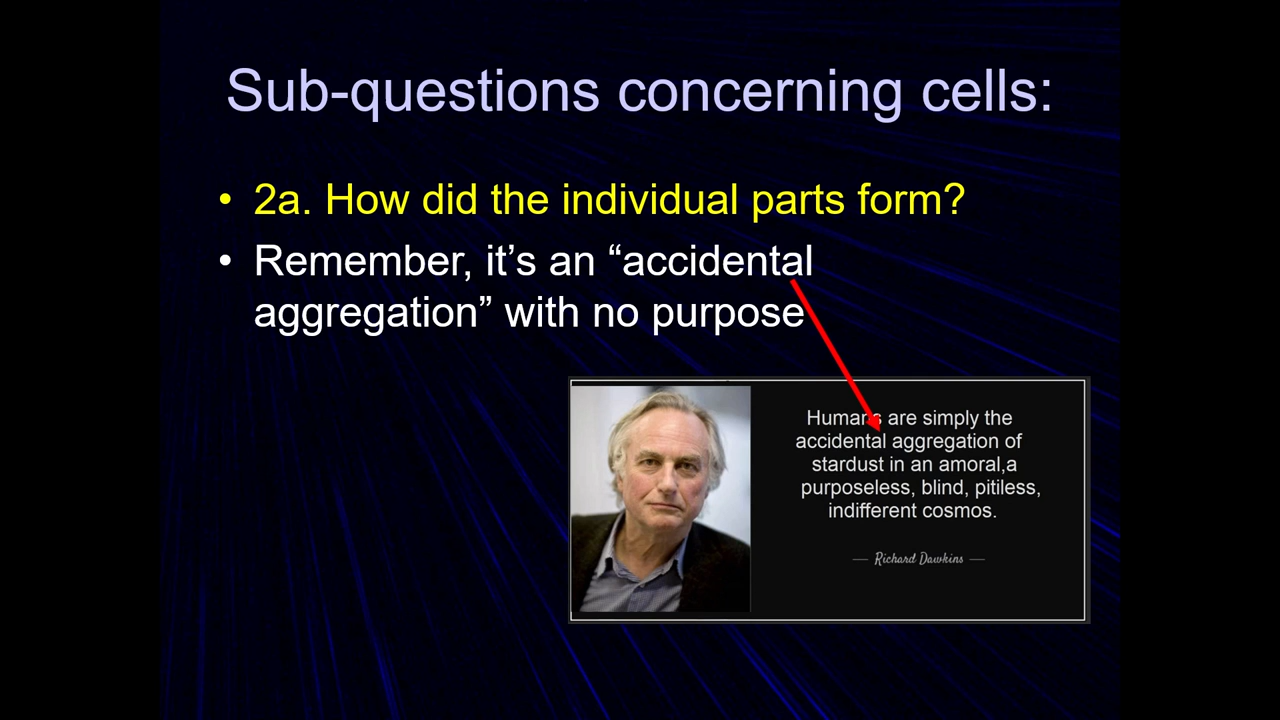 Sub-questions concerning cells:
• 2a. How did the individual parts form?
• Remember, it’s an “accidental
aggregation” with no purpose
Humans are simply the
accidental aggregation of
stardust in an amoral,a
purposeless, blind, pitiless,
indifferent cosmos.
— Richard Dawkins —